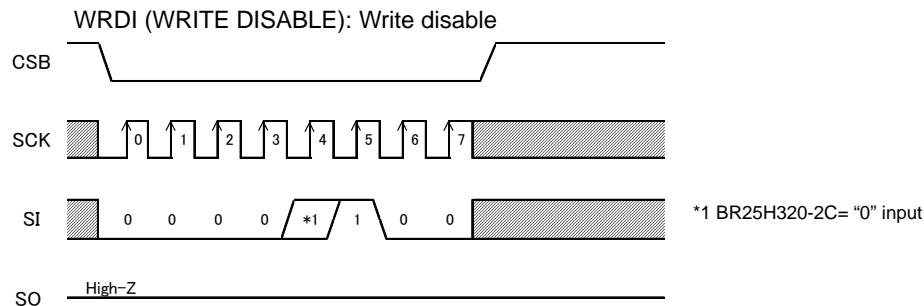 WRDI (WRITE DISABLE): Write disable
CSB
SCK 0 1 2 3 4 5 6 7
SI 0 0 0 0 *1 1 0 0
*1 BR25H320-2C= “0” input
High-Z
SO